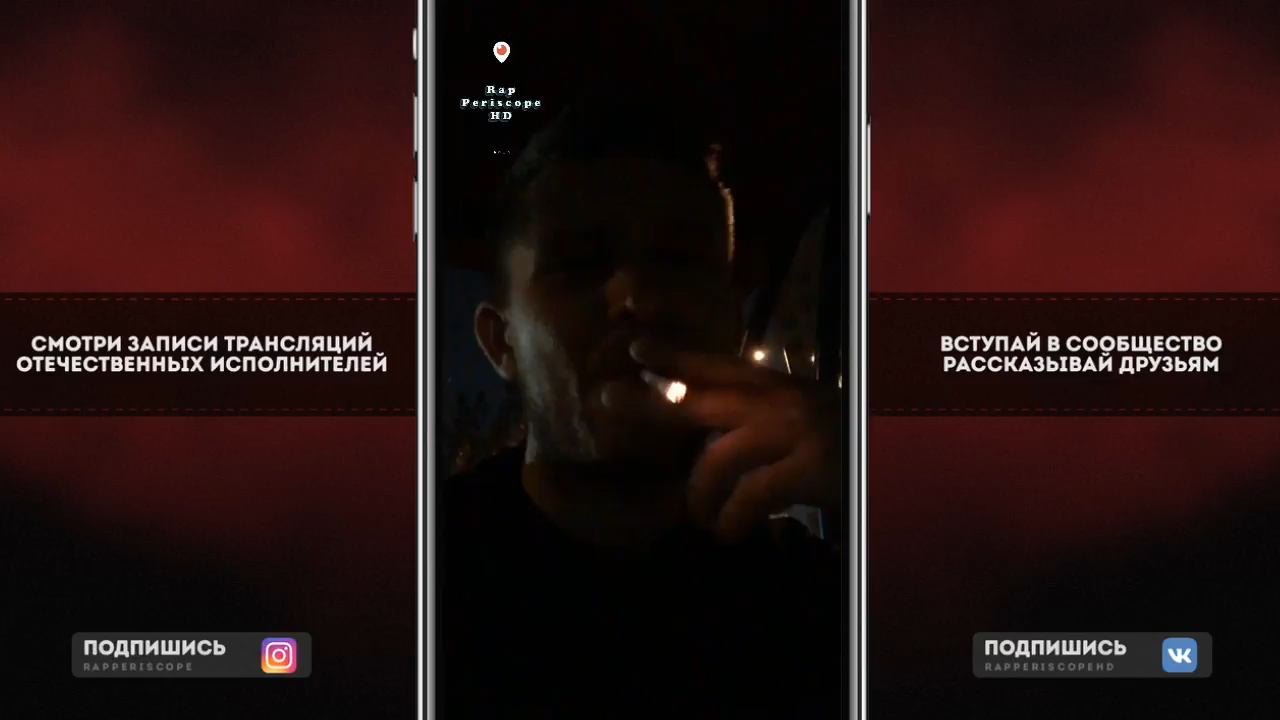 Rap
Periscope
HD
СМОТРИ ЗАПИСИ ТРАНСЛЯЦИЙ
ОТЕЧЕСТВЕННЫХ ИСПОЛНИТЕЛЕЙ
ВСТУПАЙ В СООБЩЕСТВО
РАССКАЗЫВАЙ ДРУЗЬЯМ
ПОДПИШИСЬ
RAPPERISCOPE
ПОДПИШИСЬ
RAPPERISCOPEHD